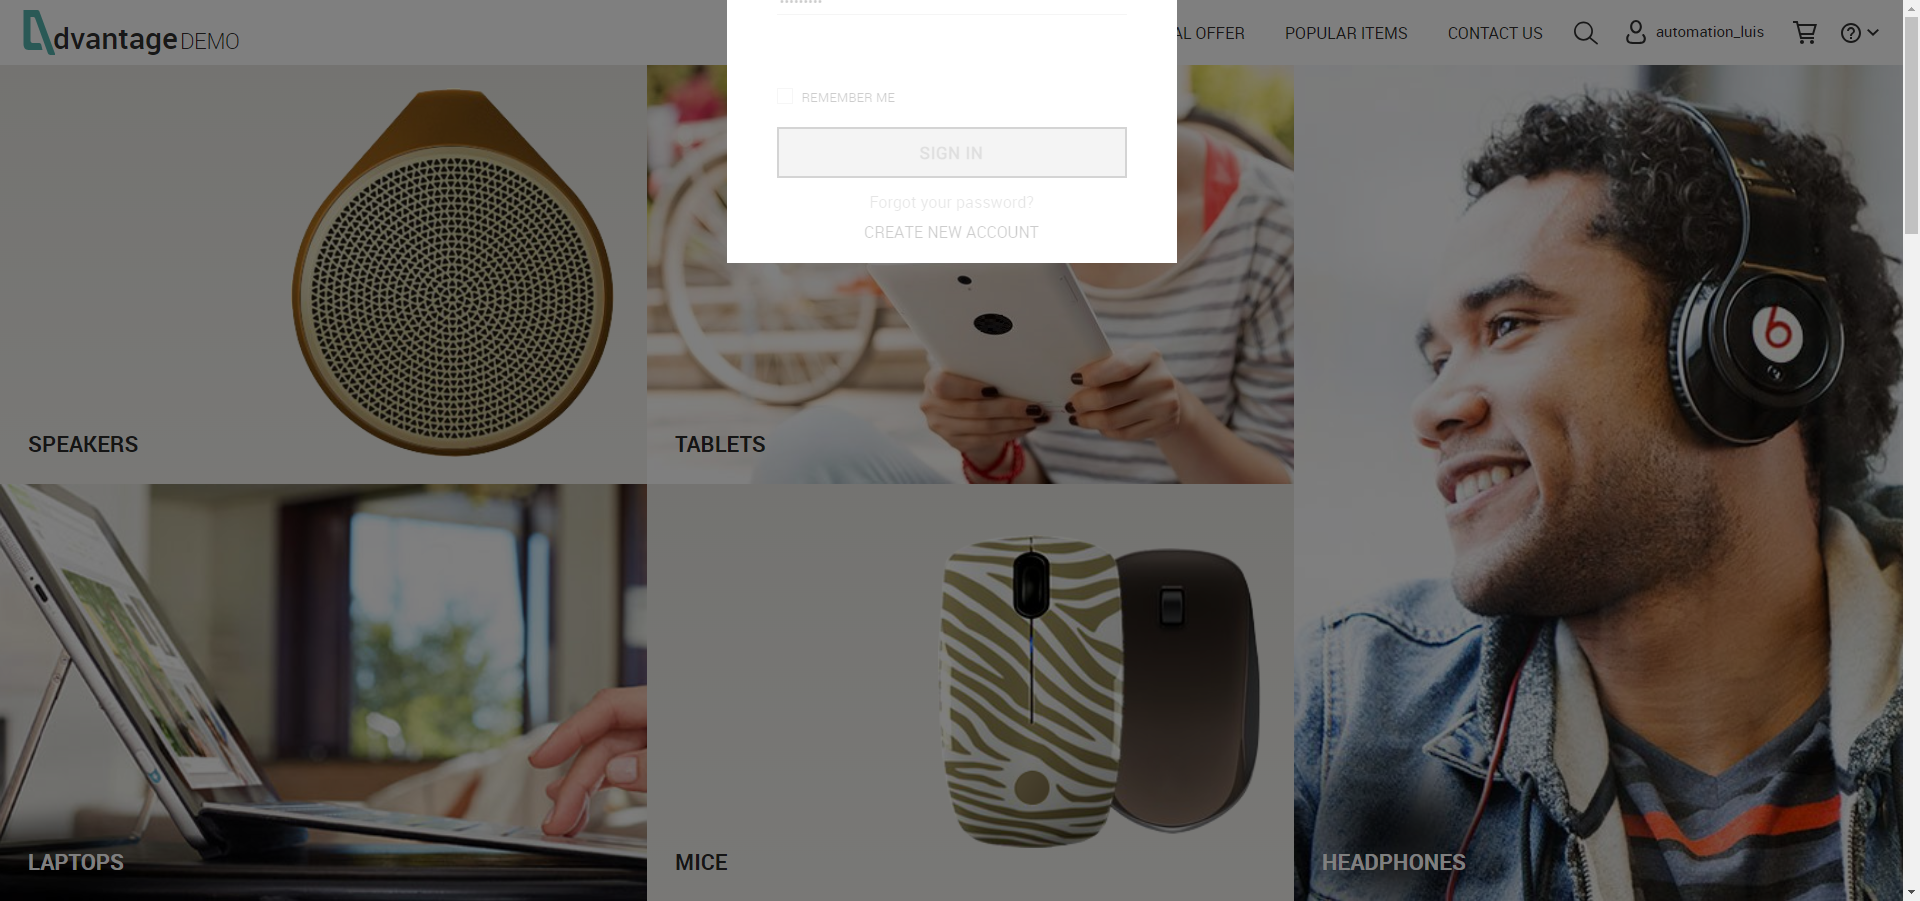 dvantage DEMO
AL OFFER
POPULAR ITEMS
CONTACT US
automation_luis
REMEMBER ME
SIGN IN
Forgot your password?
CREATE NEW ACCOUNT
SPEAKERS
TABLETS
LAPTOPS
MICE
HEADPHONES